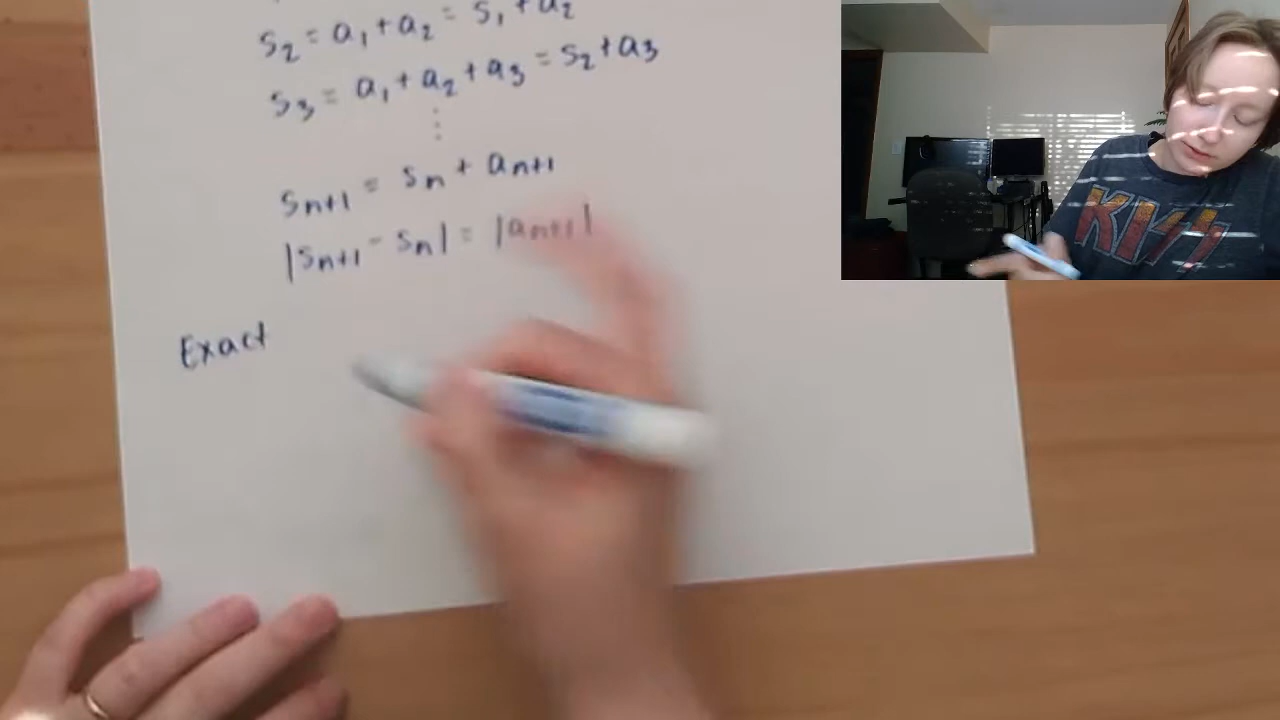 s₂ = a₁ + a₂ = s₁ + a₂
s₃ = a₁ + a₂ + a₃ = s₂ + a₃
⋮
sₙ₊₁ = sₙ + aₙ₊₁
|sₙ₊₁ - sₙ| = |aₙ₊₁|
Exact
KISS